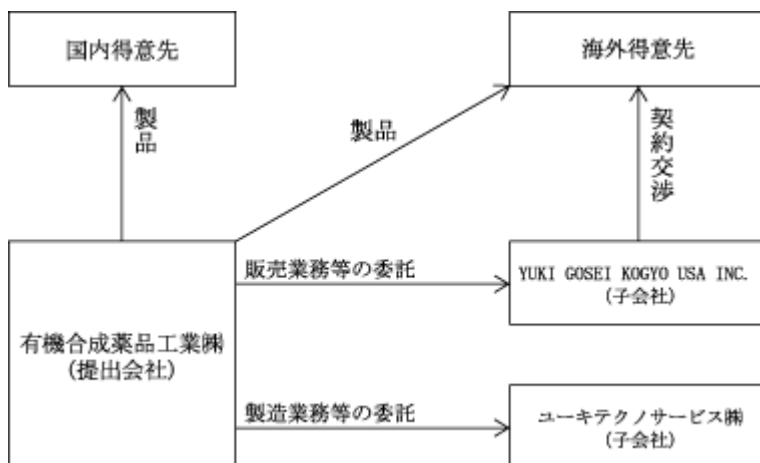 国内得意先
海外得意先
製品
製品
契約交渉
販売業務等の委託
YUKI GOSEI KOGYO USA INC.
(子会社)
有機合成薬品工業㈱
(提出会社)
製造業務等の委託
ユーキテクノサービス㈱
(子会社)